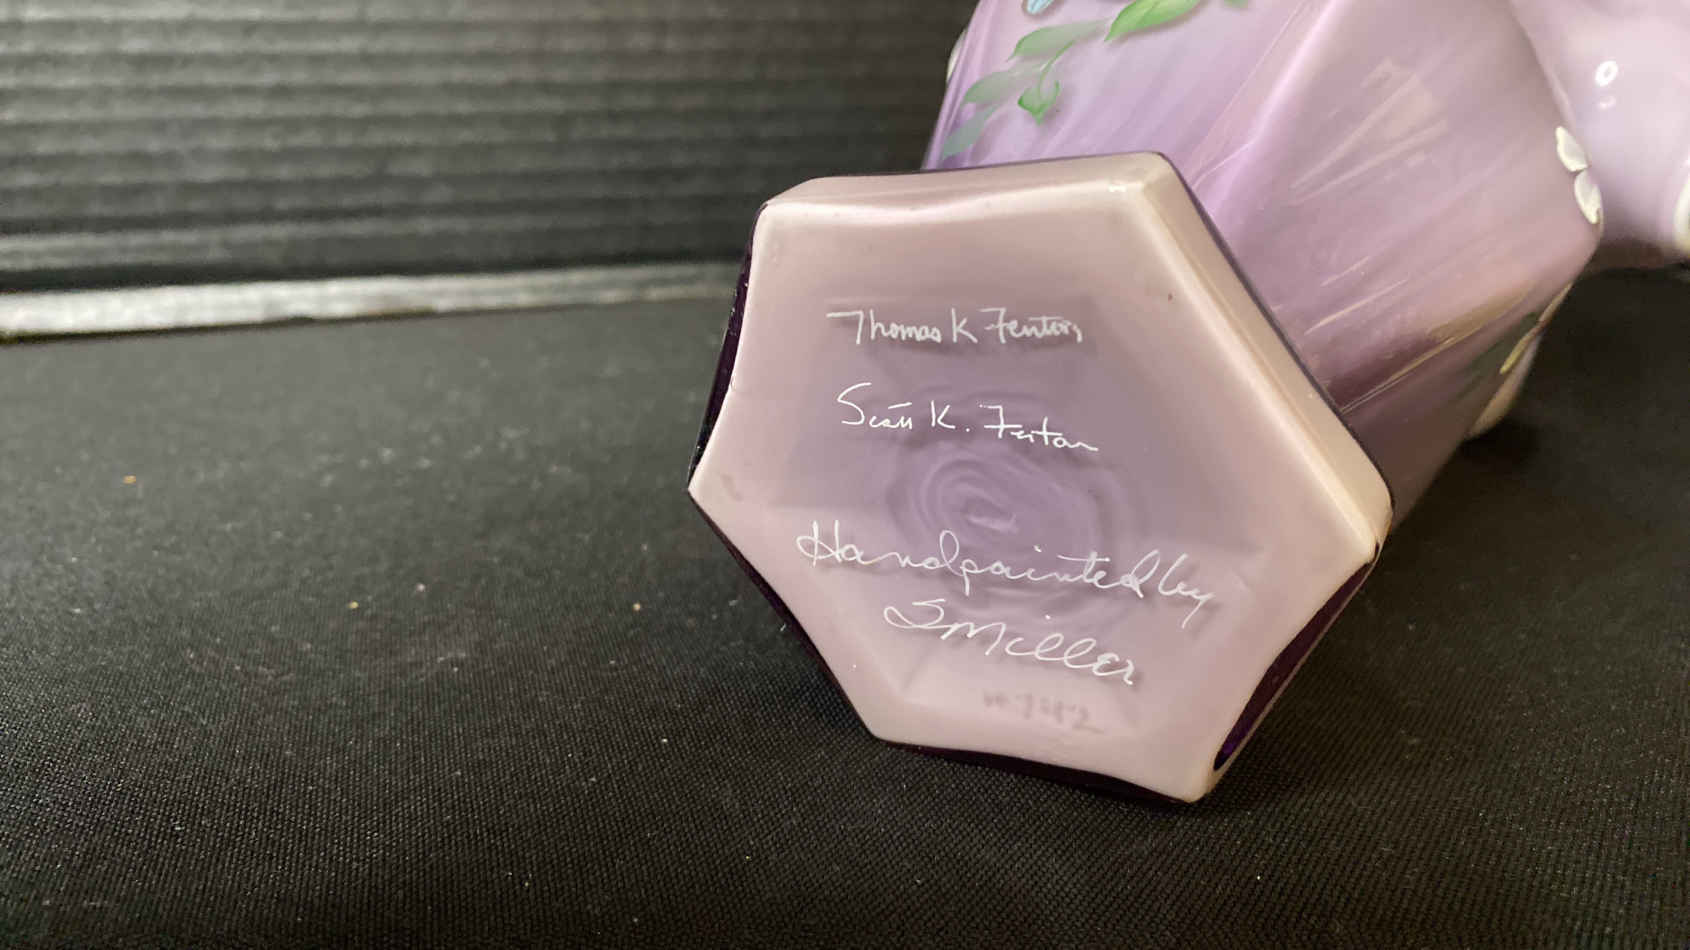 Thomas K Fenton
Scott K. Fenton
Handpainted by
S Miller